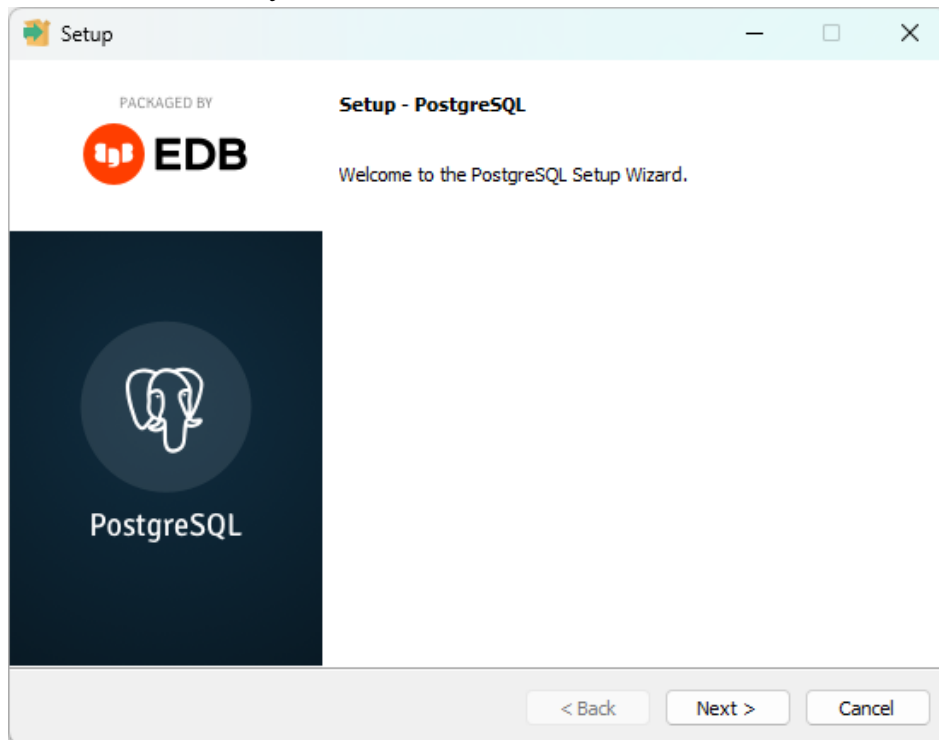 Setup
PACKAGED BY
EDB
Setup - PostgreSQL
Welcome to the PostgreSQL Setup Wizard.
PostgreSQL
< Back
Next >
Cancel